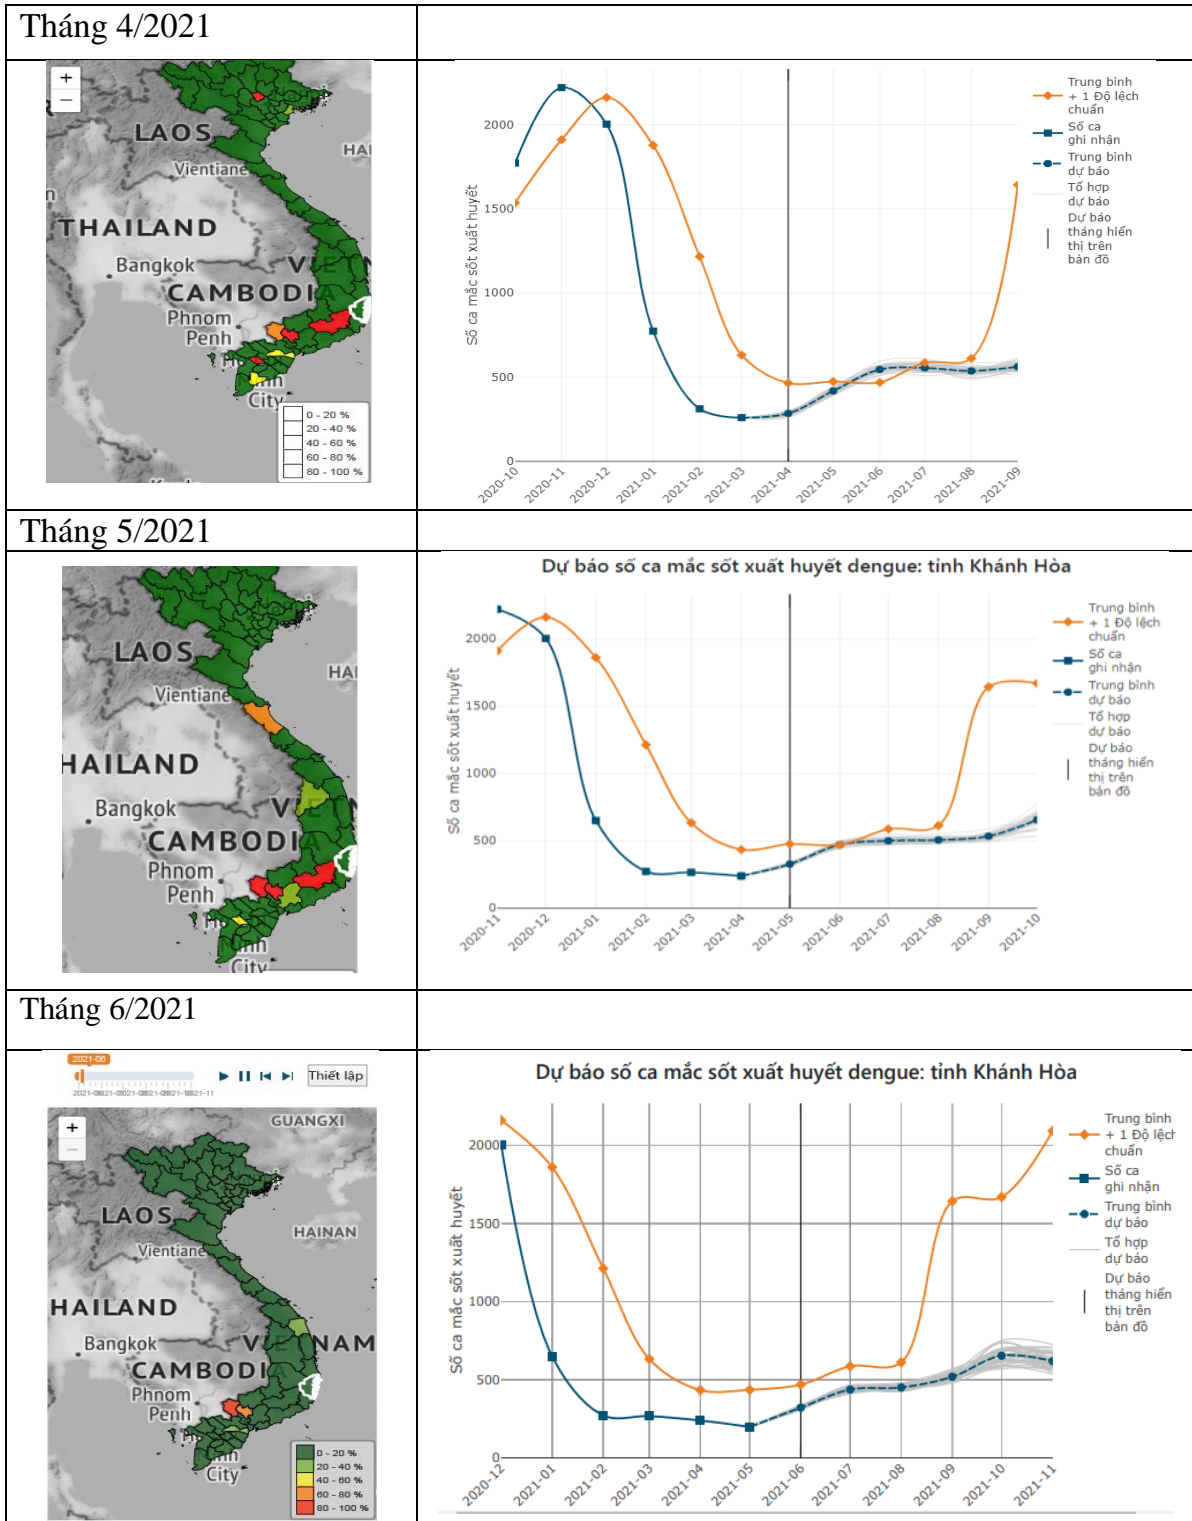 Tháng 4/2021
+
−
LAOS
HAI
Vientiane
THAILAND
Bangkok
CAMBODIA
Phnom
Penh
City
0 - 20 %
20 - 40 %
40 - 60 %
60 - 80 %
80 - 100 %
Số ca mắc sốt xuất huyết
2000
1500
1000
500
0
2020-10
2020-11
2020-12
2021-01
2021-02
2021-03
2021-04
2021-05
2021-06
2021-07
2021-08
2021-09
Trung bình
+ 1 Độ lệch
chuẩn
Số ca
ghi nhận
Trung bình
dự báo
Tổ hợp
dự báo
Dự báo
tháng hiển
thị trên
bản đồ
Tháng 5/2021
LAOS
HAI
Vientiane
HAILAND
Bangkok
CAMBODIA
Phnom
Penh
City
Dự báo số ca mắc sốt xuất huyết dengue: tỉnh Khánh Hòa
Số ca mắc sốt xuất huyết
2000
1500
1000
500
0
2020-11
2020-12
2021-01
2021-02
2021-03
2021-04
2021-05
2021-06
2021-07
2021-08
2021-09
2021-10
Trung bình
+ 1 Độ lệch
chuẩn
Số ca
ghi nhận
Trung bình
dự báo
Tổ hợp
dự báo
Dự báo
tháng hiển
thị trên
bản đồ
Tháng 6/2021
2021-06
Thiết lập
+
−
GUANGXI
LAOS
HAINAN
Vientiane
HAILAND
Bangkok
VIETNAM
CAMBODIA
Phnom
Penh
City
0 - 20 %
20 - 40 %
40 - 60 %
60 - 80 %
80 - 100 %
Dự báo số ca mắc sốt xuất huyết dengue: tỉnh Khánh Hòa
Số ca mắc sốt xuất huyết
2000
1500
1000
500
0
2020-12
2021-01
2021-02
2021-03
2021-04
2021-05
2021-06
2021-07
2021-08
2021-09
2021-10
2021-11
Trung bình
+ 1 Độ lệch
chuẩn
Số ca
ghi nhận
Trung bình
dự báo
Tổ hợp
dự báo
Dự báo
tháng hiển
thị trên
bản đồ